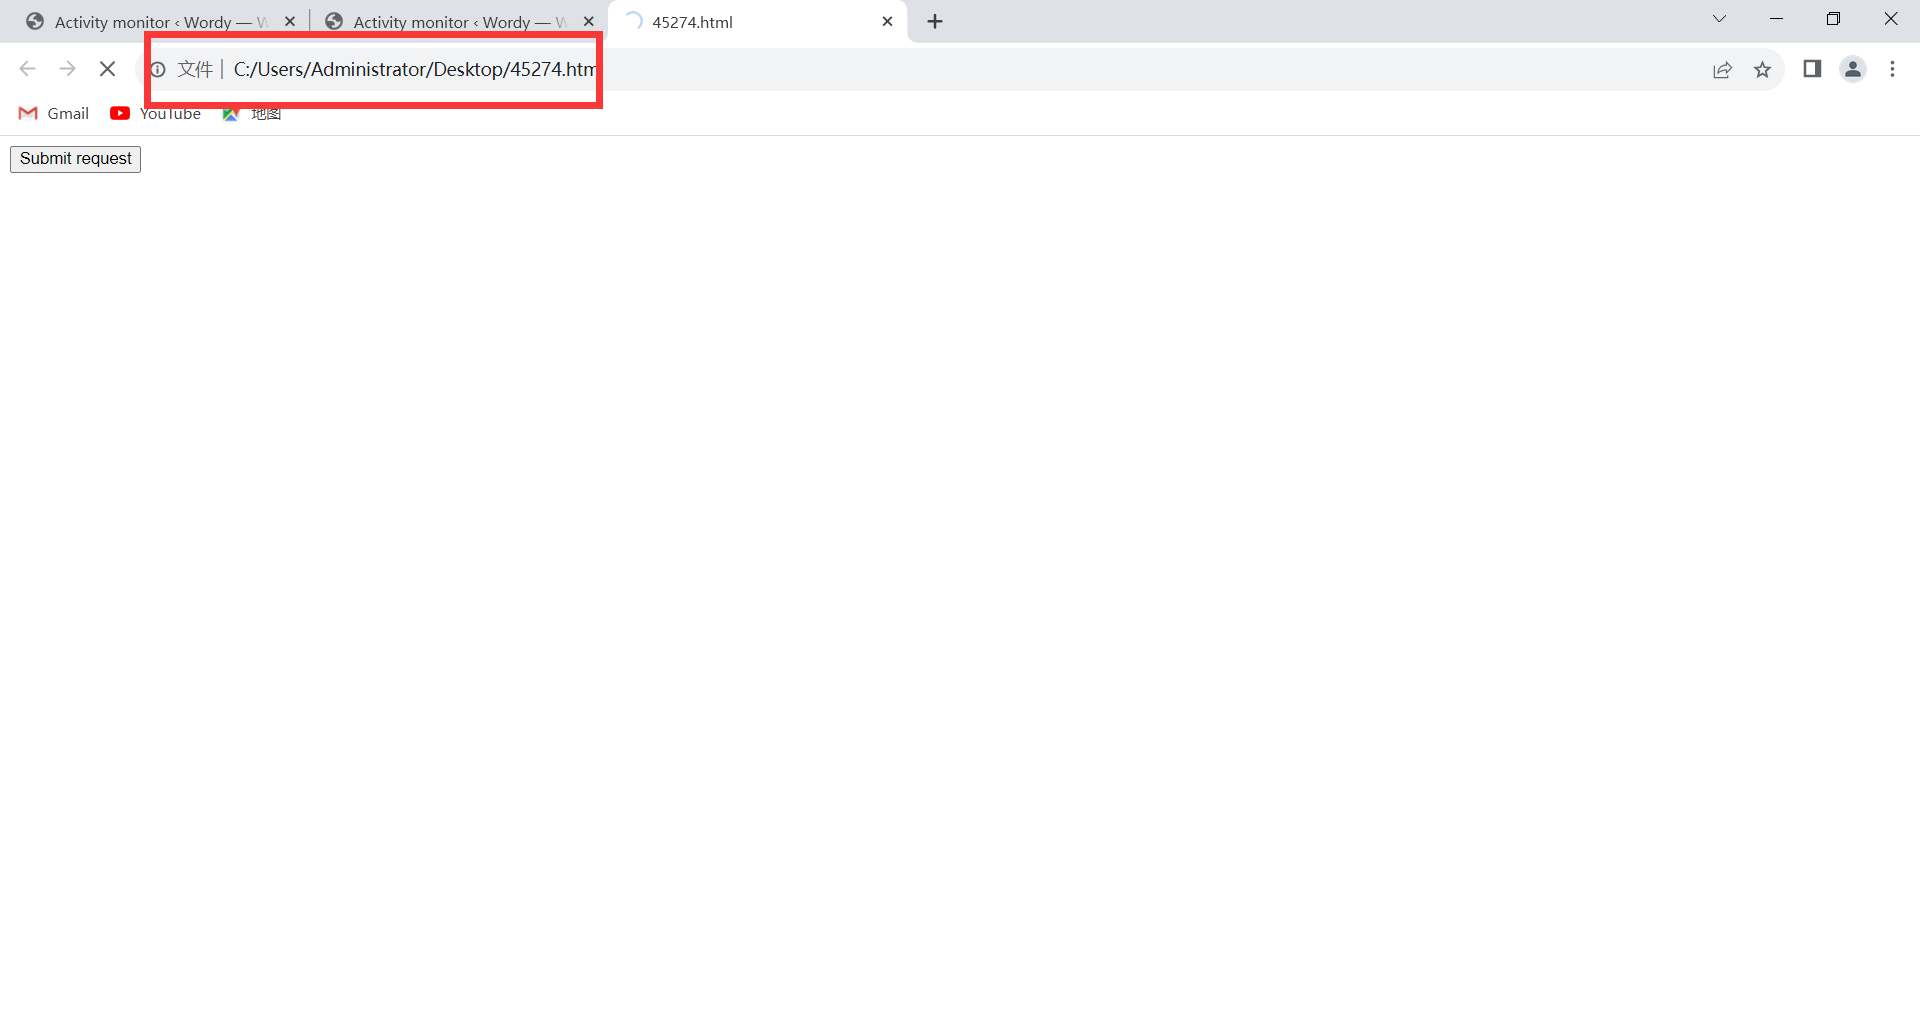 Activity monitor ‹ Wordy — W
Activity monitor ‹ Wordy — W
45274.html
文件 | C:/Users/Administrator/Desktop/45274.htm
Gmail
YouTube
地图
Submit request